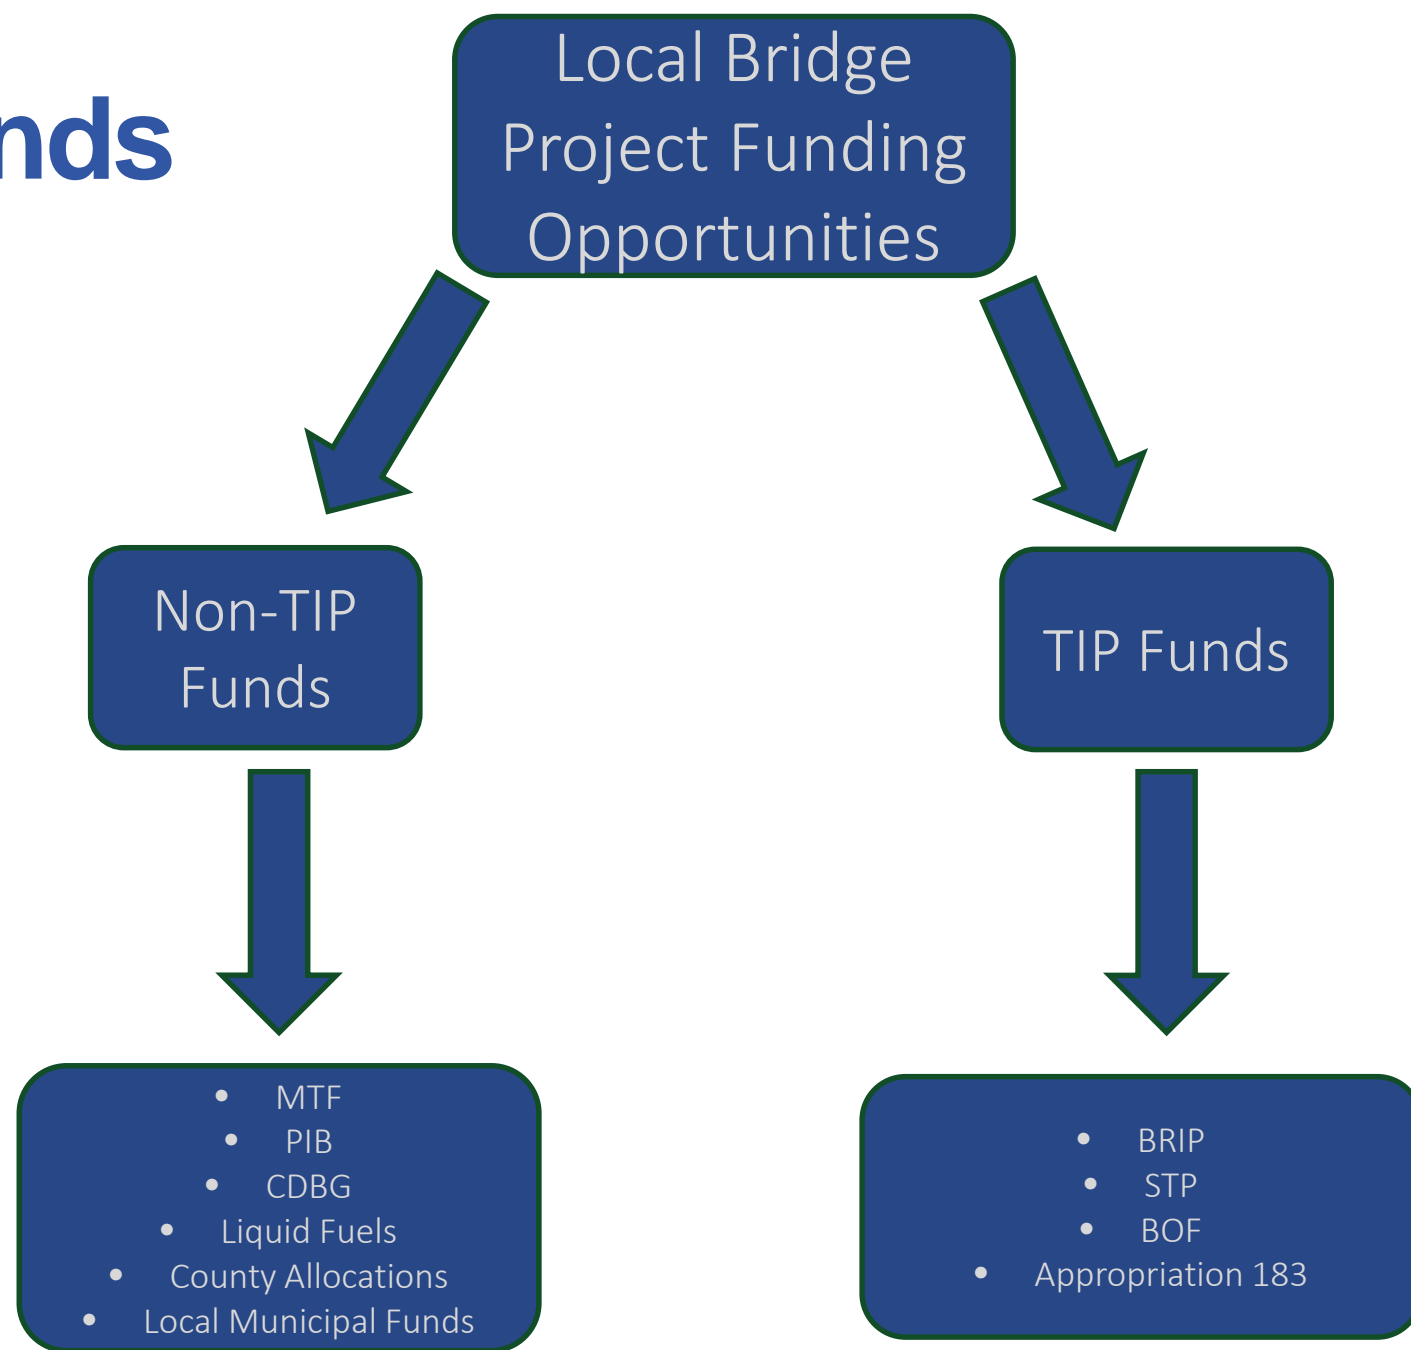 nds
Local Bridge
Project Funding
Opportunities
Non-TIP
Funds
TIP Funds
• MTF
• PIB
• CDBG
• Liquid Fuels
• County Allocations
• Local Municipal Funds
• BRIP
• STP
• BOF
• Appropriation 183